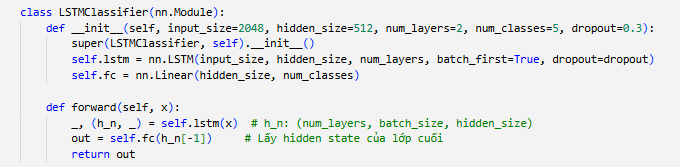 class LSTMClassifier(nn.Module):
    def __init__(self, input_size=2048, hidden_size=512, num_layers=2, num_classes=5, dropout=0.3):
        super(LSTMClassifier, self).__init__()
        self.lstm = nn.LSTM(input_size, hidden_size, num_layers, batch_first=True, dropout=dropout)
        self.fc = nn.Linear(hidden_size, num_classes)

    def forward(self, x):
        _, (h_n, _) = self.lstm(x)  # h_n: (num_layers, batch_size, hidden_size)
        out = self.fc(h_n[-1])     # Lấy hidden state của lớp cuối
        return out